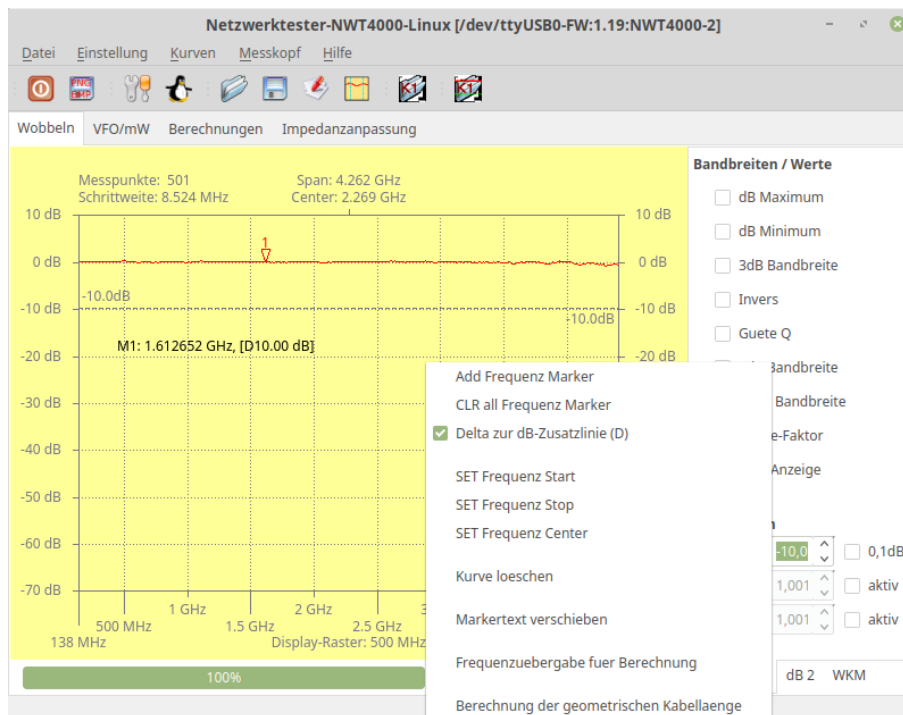 Netzwerktester-NWT4000-Linux [/dev/ttyUSB0-FW:1.19:NWT4000-2]
Datei Einstellung Kurven Messkopf Hilfe
PNG
BMP
K1
K1
Wobbeln VFO/mW Berechnungen Impedanzanpassung
Messpunkte: 501 Span: 4.262 GHz
Schrittweite: 8.524 MHz Center: 2.269 GHz
10 dB 10 dB
1
0 dB 0 dB
-10.0dB
-10 dB -10 dB
-10.0dB
M1: 1.612652 GHz, [D10.00 dB]
-20 dB -20 dB
-30 dB
-40 dB
-50 dB
-60 dB
-70 dB
1 GHz 2 GHz
500 MHz 1.5 GHz 2.5 GHz
138 MHz Display-Raster: 500 MHz
100%
Bandbreiten / Werte
dB Maximum
dB Minimum
3dB Bandbreite
Invers
Guete Q
Bandbreite
Bandbreite
e-Faktor
Anzeige
-10,0 0,1dB
1,001 aktiv
1,001 aktiv
dB 2 WKM
Add Frequenz Marker
CLR all Frequenz Marker
Delta zur dB-Zusatzlinie (D)
SET Frequenz Start
SET Frequenz Stop
SET Frequenz Center
Kurve loeschen
Markertext verschieben
Frequenzuebergabe fuer Berechnung
Berechnung der geometrischen Kabellaenge